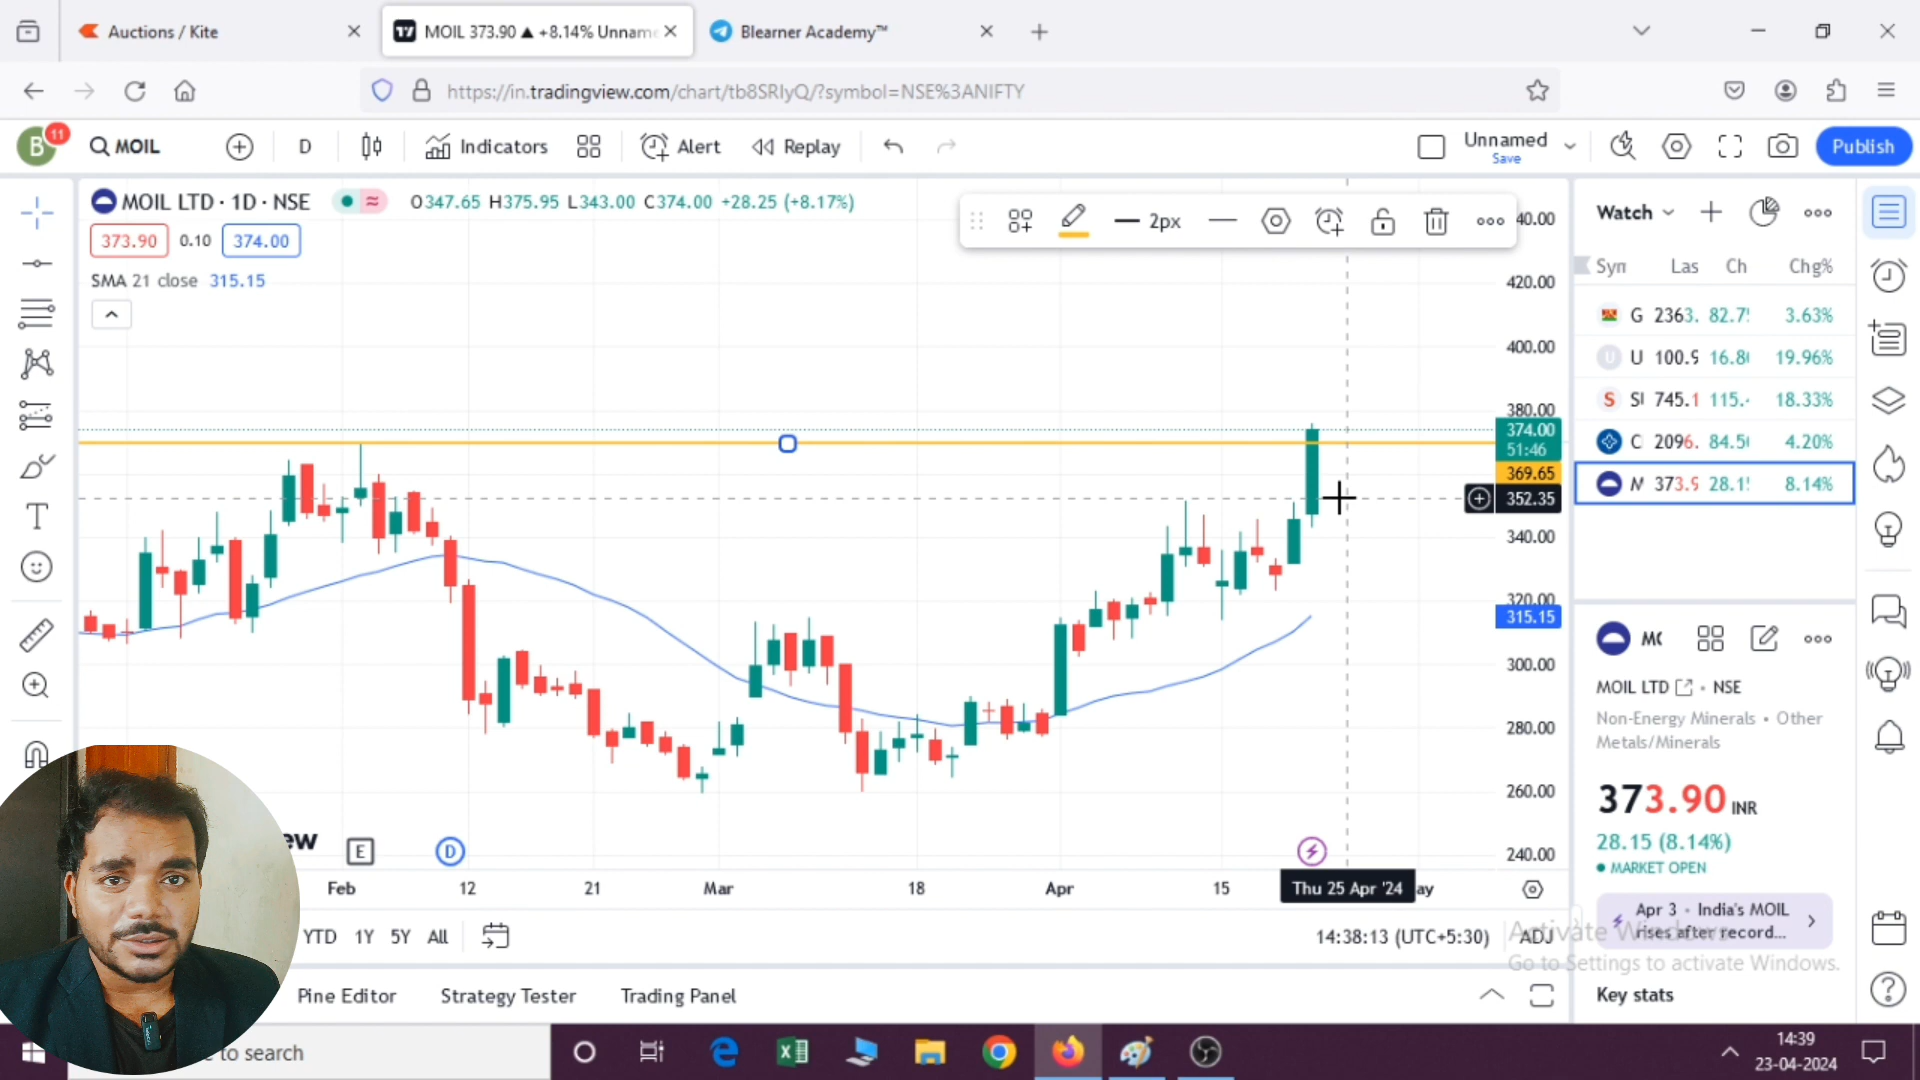 Auctions / Kite
MOIL 373.90 ▲ +8.14% Unname
Blearner Academy™
https://in.tradingview.com/chart/tb8SRIyQ/?symbol=NSE%3ANIFTY
B 11
MOIL
D
Indicators
Alert
Replay
Unnamed
Save
Publish
MOIL LTD · 1D · NSE
O347.65 H375.95 L343.00 C374.00 +28.25 (+8.17%)
373.90 0.10 374.00
SMA 21 close 315.15
2px
40.00
420.00
400.00
380.00
374.00
51:46
369.65
352.35
340.00
320.00
315.15
300.00
280.00
260.00
240.00
Watch
Las Ch Chg%
G 2363. 82.7 3.63%
U 100.9 16.8 19.96%
S 745.1 115. 18.33%
C 2096. 84.5 4.20%
373.9 28.1 8.14%
MOIL LTD • NSE
Non-Energy Minerals • Other
Metals/Minerals
373.90 INR
28.15 (8.14%)
MARKET OPEN
Apr 3 • India's MOIL
rises after record...
Key stats
ew
E
D
Feb 12 21 Mar 18 Apr 15 Thu 25 Apr '24 ay
YTD 1Y 5Y All
14:38:13 (UTC+5:30) ADJ
Activate Windows
Go to Settings to activate Windows.
Pine Editor Strategy Tester Trading Panel
to search
14:39
23-04-2024